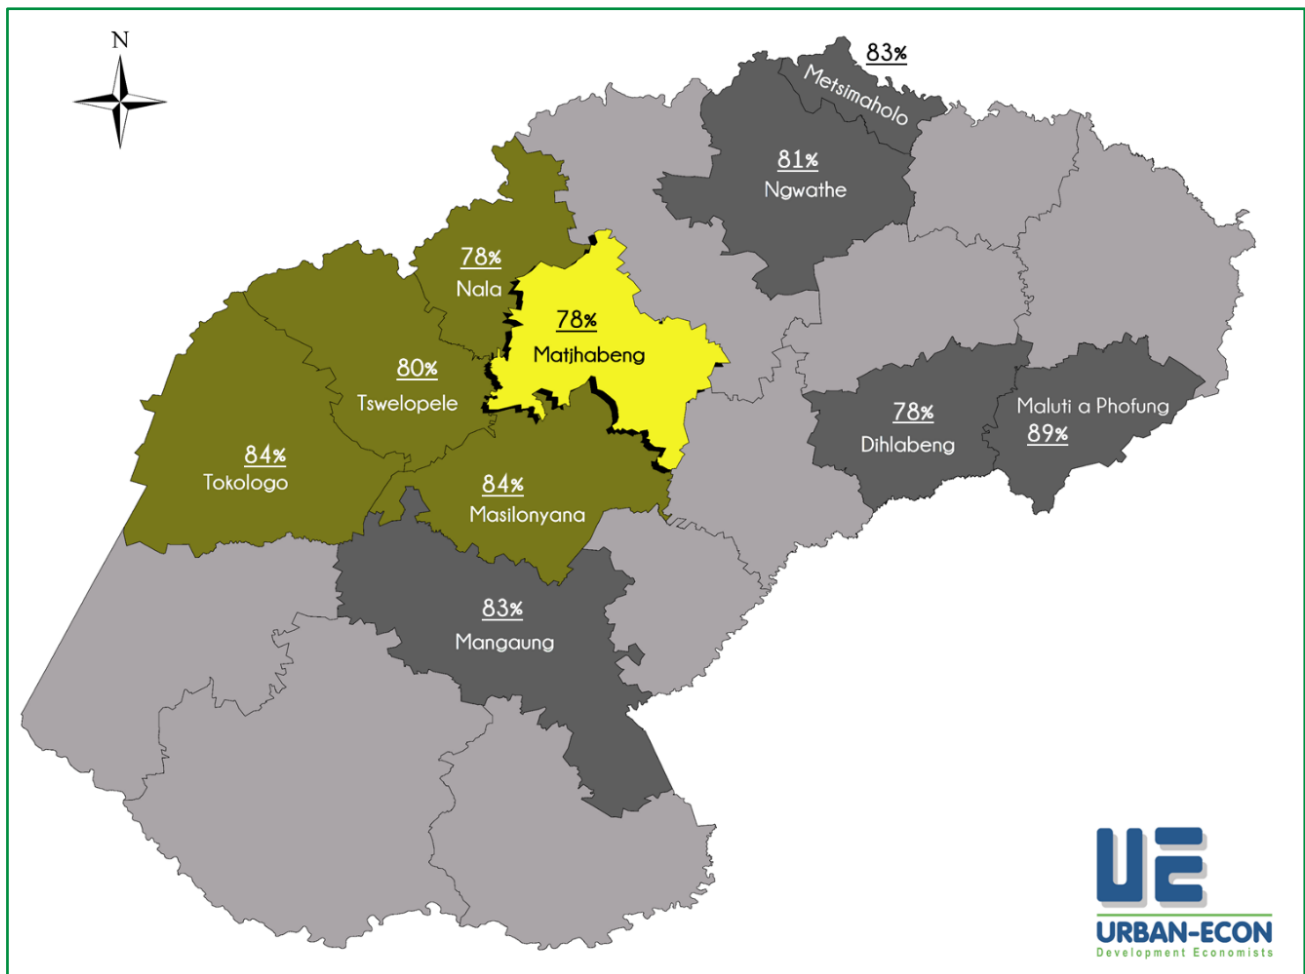 N
83%
Metsimaholo
81%
Ngwathe
78%
Nala
78%
Matjhabeng
80%
Tswelopele
84%
Tokologo
84%
Masilonyana
78%
Dihlabeng
Maluti a Phofung
89%
83%
Mangaung
UE
URBAN-ECON
Development Economists